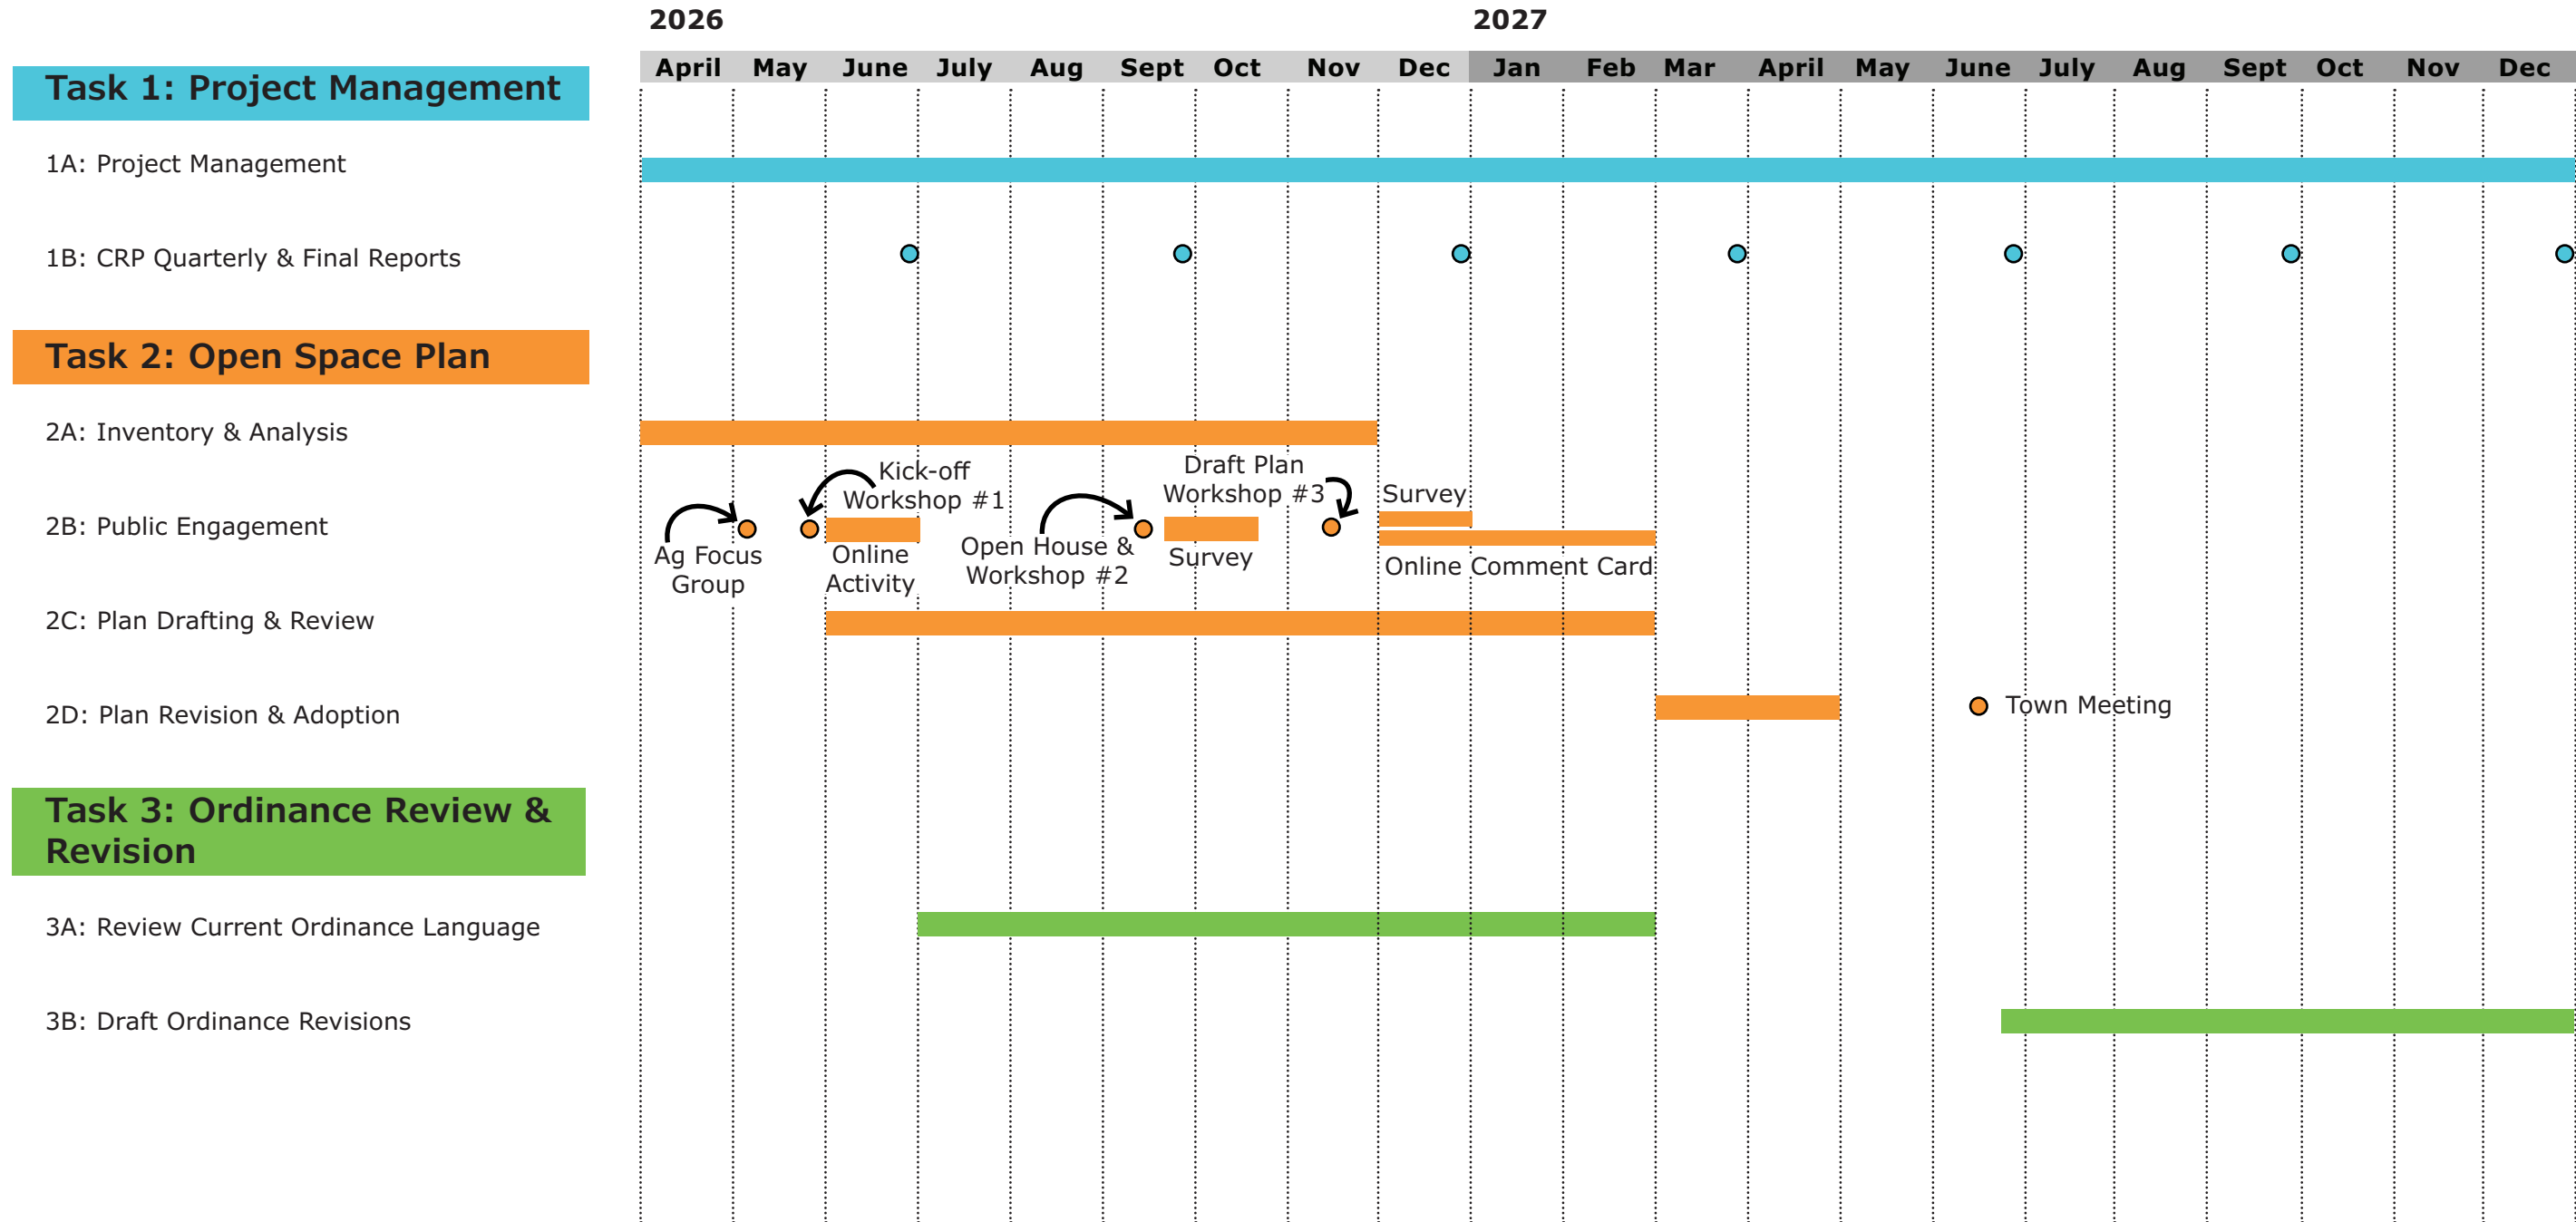 2026
2027
April May June July Aug Sept Oct Nov Dec Jan Feb Mar April May June July Aug Sept Oct Nov Dec
Task 1: Project Management
1A: Project Management
1B: CRP Quarterly & Final Reports
Task 2: Open Space Plan
2A: Inventory & Analysis
2B: Public Engagement
Ag Focus
Group
Kick-off
Workshop #1
Online
Activity
Open House &
Workshop #2
Survey
Draft Plan
Workshop #3
Survey
Online Comment Card
2C: Plan Drafting & Review
2D: Plan Revision & Adoption
Town Meeting
Task 3: Ordinance Review &
Revision
3A: Review Current Ordinance Language
3B: Draft Ordinance Revisions